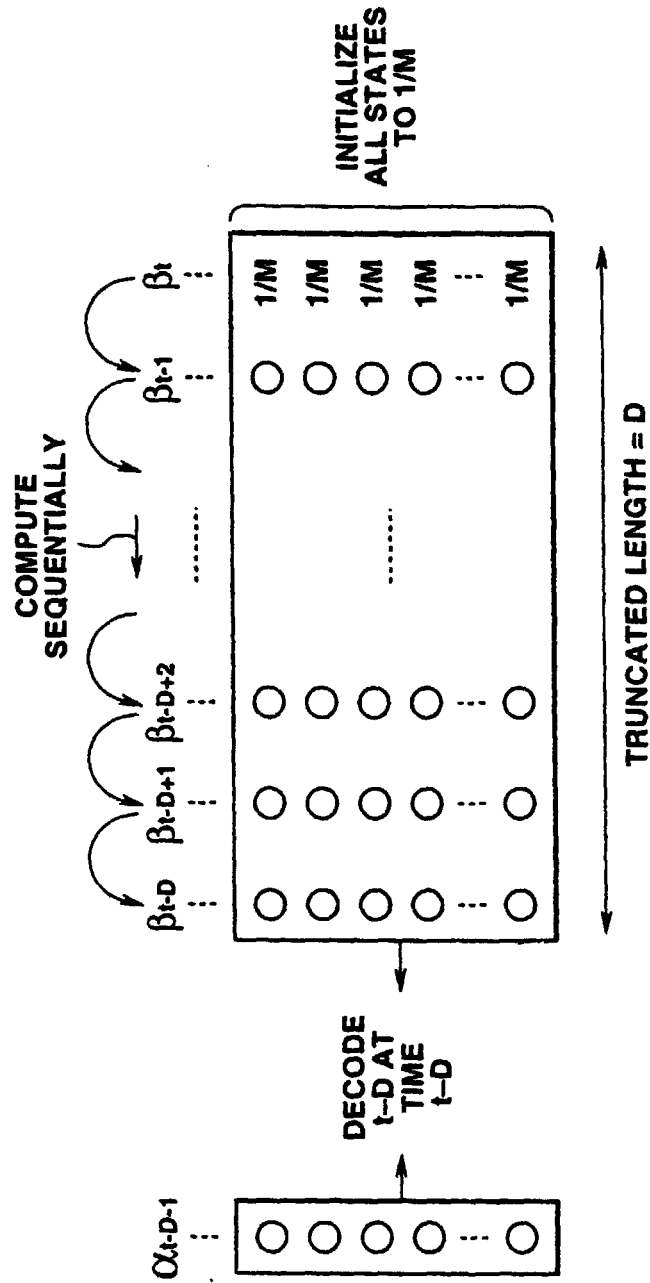 COMPUTE
SEQUENTIALLY
αt-D-1
βt-D
βt-D+1
βt-D+2
βt-1
βt
DECODE
t–D AT
TIME
t–D
1/M
1/M
1/M
1/M
1/M
INITIALIZE
ALL STATES
TO 1/M
TRUNCATED LENGTH = D